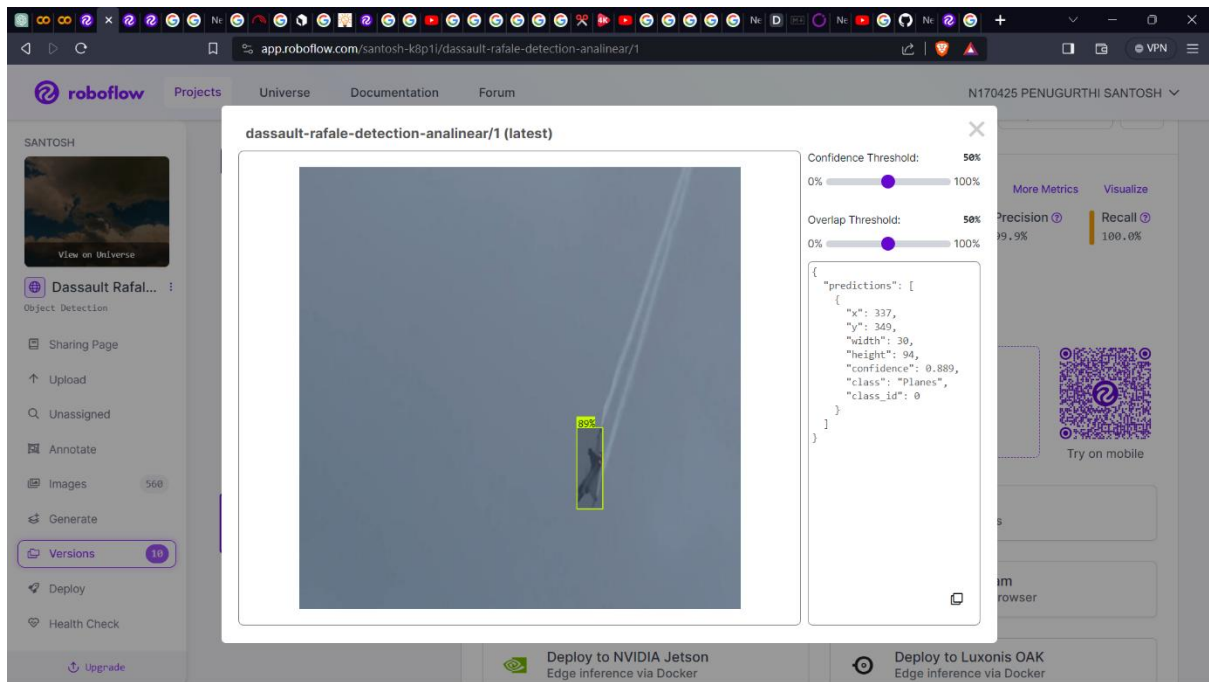 Ne
Ne
D
Ne
Ne
app.roboflow.com/santosh-k8p1i/dassault-rafale-detection-analinear/1
VPN
roboflow
Projects
Universe
Documentation
Forum
N170425 PENUGURTHI SANTOSH
SANTOSH
View on Universe
Dassault Rafal...
Object Detection
Sharing Page
Upload
Unassigned
Annotate
Images 560
Generate
Versions 10
Deploy
Health Check
Upgrade
dassault-rafale-detection-analinear/1 (latest)
89%
Confidence Threshold: 50%
0% 100%
Overlap Threshold: 50%
0% 100%
{
"predictions": [
{
"x": 337,
"y": 349,
"width": 30,
"height": 94,
"confidence": 0.889,
"class": "Planes",
"class_id": 0
}
]
}
More Metrics Visualize
Precision Recall
99.9% 100.0%
Try on mobile
s
am
rowser
Deploy to NVIDIA Jetson
Edge inference via Docker
Deploy to Luxonis OAK
Edge inference via Docker